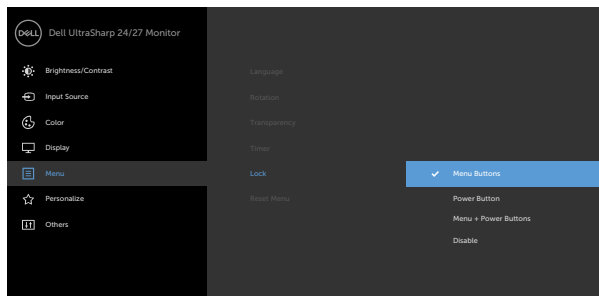 DELL
Dell UltraSharp 24/27 Monitor
Brightness/Contrast
Input Source
Color
Display
Menu
Personalize
Others
Language
Rotation
Transparency
Timer
Lock
Reset Menu
Menu Buttons
Power Button
Menu + Power Buttons
Disable